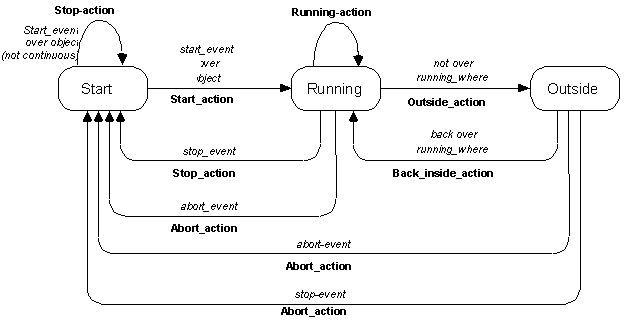 Stop-action
Start_event
over object
(not continuous)
Start
start_event
over
bject
Start_action
Running-action
Running
not over
running_where
Outside_action
Outside
back over
running_where
Back_inside_action
stop_event
Stop_action
abort_event
Abort_action
abort-event
Abort_action
stop-event
Abort_action